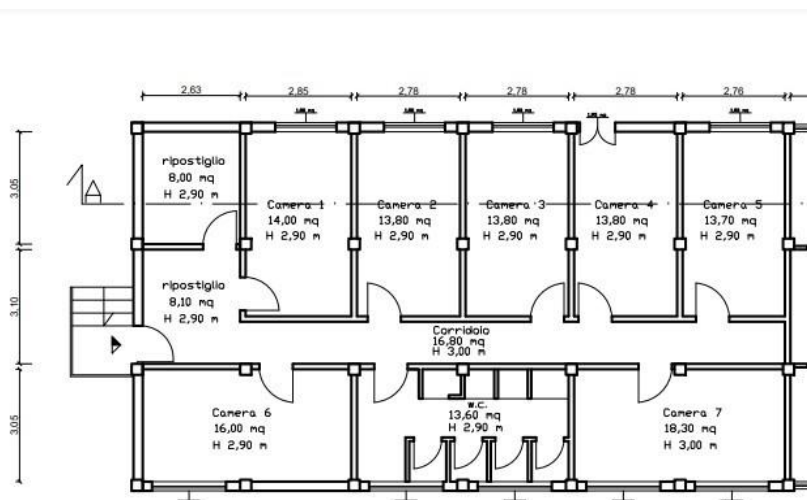 2,63
2,85
2,78
2,78
2,78
2,76
3,05
3,10
3,05
ripostiglio
8,00 mq
H 2,90 m
Camera 1
14,00 mq
H 2,90 m
Camera 2
13,80 mq
H 2,90 m
Camera 3
13,80 mq
H 2,90 m
Camera 4
13,80 mq
H 2,90 m
Camera 5
13,70 mq
H 2,90 m
ripostiglio
8,10 mq
H 2,90 m
Corridoio
16,80 mq
H 3,00 m
Camera 6
16,00 mq
H 2,90 m
w.c.
13,60 mq
H 2,90 m
Camera 7
18,30 mq
H 3,00 m
A